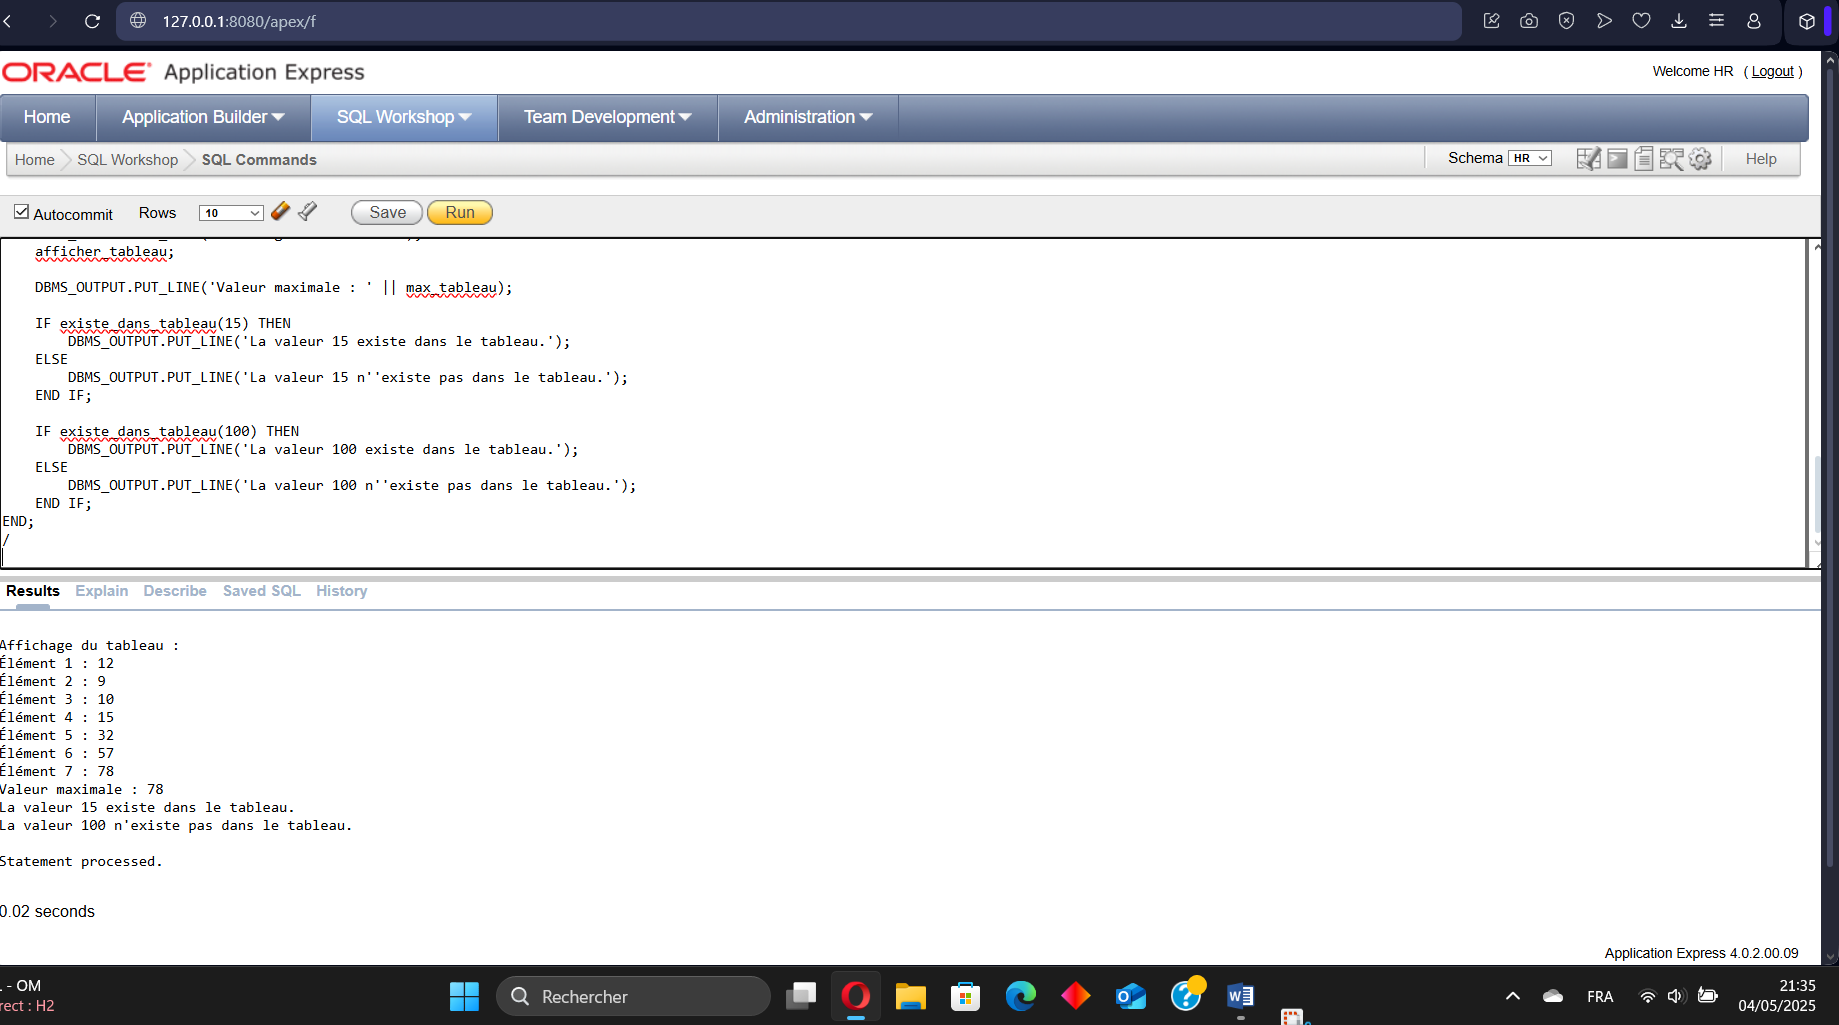 127.0.0.1:8080/apex/f
ORACLE Application Express
Welcome HR ( Logout )
Home Application Builder SQL Workshop Team Development Administration
Home SQL Workshop SQL Commands
Schema HR Help
Autocommit Rows 10 Save Run
afficher_tableau;
DBMS_OUTPUT.PUT_LINE('Valeur maximale : ' || max_tableau);
IF existe_dans_tableau(15) THEN
DBMS_OUTPUT.PUT_LINE('La valeur 15 existe dans le tableau.');
ELSE
DBMS_OUTPUT.PUT_LINE('La valeur 15 n''existe pas dans le tableau.');
END IF;
IF existe_dans_tableau(100) THEN
DBMS_OUTPUT.PUT_LINE('La valeur 100 existe dans le tableau.');
ELSE
DBMS_OUTPUT.PUT_LINE('La valeur 100 n''existe pas dans le tableau.');
END IF;
END;
/
Results Explain Describe Saved SQL History
Affichage du tableau :
Élément 1 : 12
Élément 2 : 9
Élément 3 : 10
Élément 4 : 15
Élément 5 : 32
Élément 6 : 57
Élément 7 : 78
Valeur maximale : 78
La valeur 15 existe dans le tableau.
La valeur 100 n'existe pas dans le tableau.
Statement processed.
0.02 seconds
Application Express 4.0.2.00.09
- OM
rect : H2
Rechercher
FRA
21:35
04/05/2025